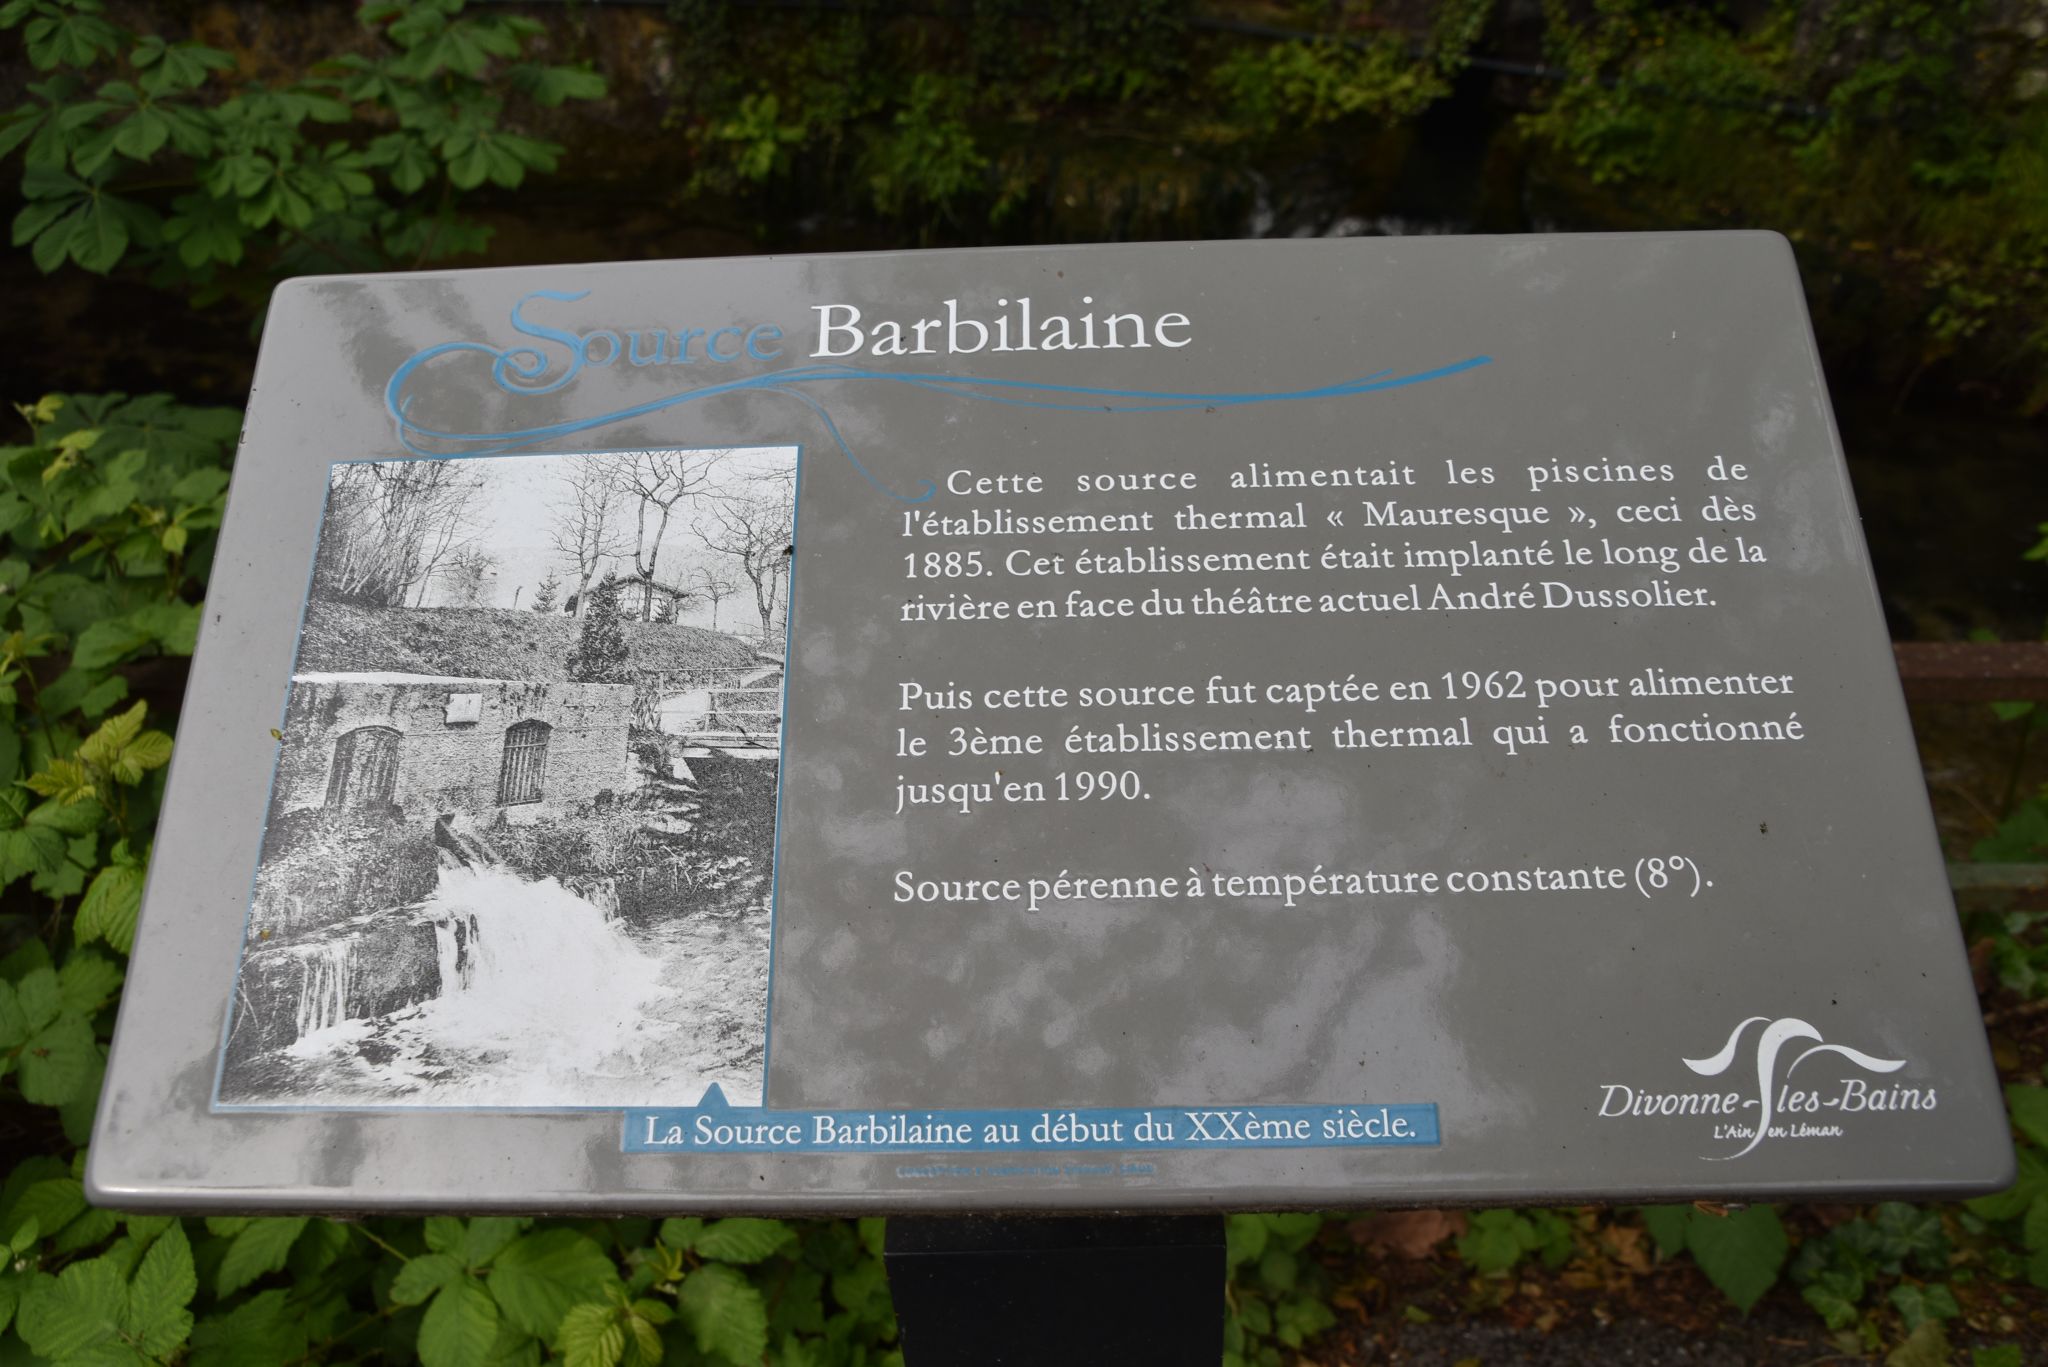 Source Barbilaine
Cette source alimentait les piscines de
l'établissement thermal « Mauresque », ceci dès
1885. Cet établissement était implanté le long de la
rivière en face du théâtre actuel André Dussolier.
Puis cette source fut captée en 1962 pour alimenter
le 3ème établissement thermal qui a fonctionné
jusqu'en 1990.
Source pérenne à température constante (8°).
La Source Barbilaine au début du XXème siècle.
Divonne-les-Bains
L'Ain en Léman